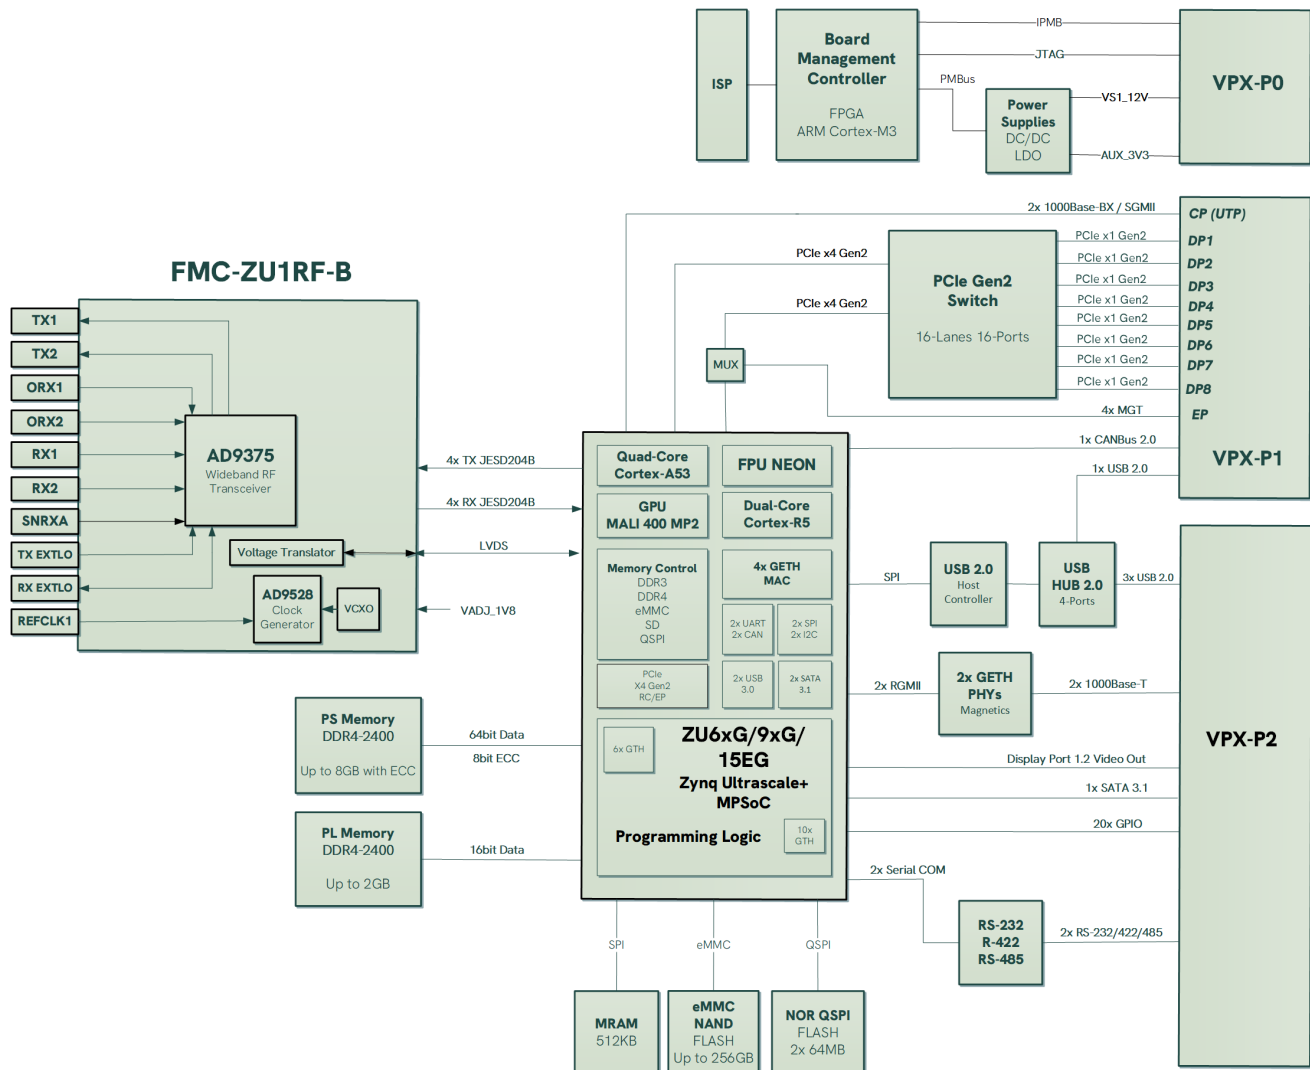 ISP
Board
Management
Controller
FPGA
ARM Cortex-M3
IPMB
JTAG
PMBus
Power
Supplies
DC/DC
LDO
VS1_12V
AUX_3V3
VPX-P0
2x 1000Base-BX / SGMII
PCIe x4 Gen2
PCIe x4 Gen2
MUX
PCIe Gen2
Switch
16-Lanes 16-Ports
PCIe x1 Gen2
PCIe x1 Gen2
PCIe x1 Gen2
PCIe x1 Gen2
PCIe x1 Gen2
PCIe x1 Gen2
PCIe x1 Gen2
PCIe x1 Gen2
4x MGT
1x CANBus 2.0
1x USB 2.0
CP (UTP)
DP1
DP2
DP3
DP4
DP5
DP6
DP7
DP8
EP
VPX-P1
FMC-ZU1RF-B
TX1
TX2
ORX1
ORX2
RX1
RX2
SNRXA
TX EXTLO
RX EXTLO
REFCLK1
AD9375
Wideband RF
Transceiver
Voltage Translator
AD9528
Clock
Generator
VCXO
4x TX JESD204B
4x RX JESD204B
LVDS
VADJ_1V8
Quad-Core
Cortex-A53
FPU NEON
GPU
MALI 400 MP2
Dual-Core
Cortex-R5
Memory Control
DDR3
DDR4
eMMC
SD
QSPI
4x GETH
MAC
2x UART
2x CAN
2x SPI
2x I2C
PCIe
X4 Gen2
RC/EP
2x USB
3.0
2x SATA
3.1
6x GTH
ZU6xG/9xG/
15EG
Zynq Ultrascale+
MPSoC
Programming Logic
10x
GTH
SPI
USB 2.0
Host
Controller
USB
HUB 2.0
4-Ports
3x USB 2.0
2x RGMII
2x GETH
PHYs
Magnetics
2x 1000Base-T
Display Port 1.2 Video Out
1x SATA 3.1
20x GPIO
2x Serial COM
RS-232
R-422
RS-485
2x RS-232/422/485
VPX-P2
PS Memory
DDR4-2400
Up to 8GB with ECC
64bit Data
8bit ECC
PL Memory
DDR4-2400
Up to 2GB
16bit Data
SPI
eMMC
QSPI
MRAM
512KB
eMMC
NAND
FLASH
Up to 256GB
NOR QSPI
FLASH
2x 64MB